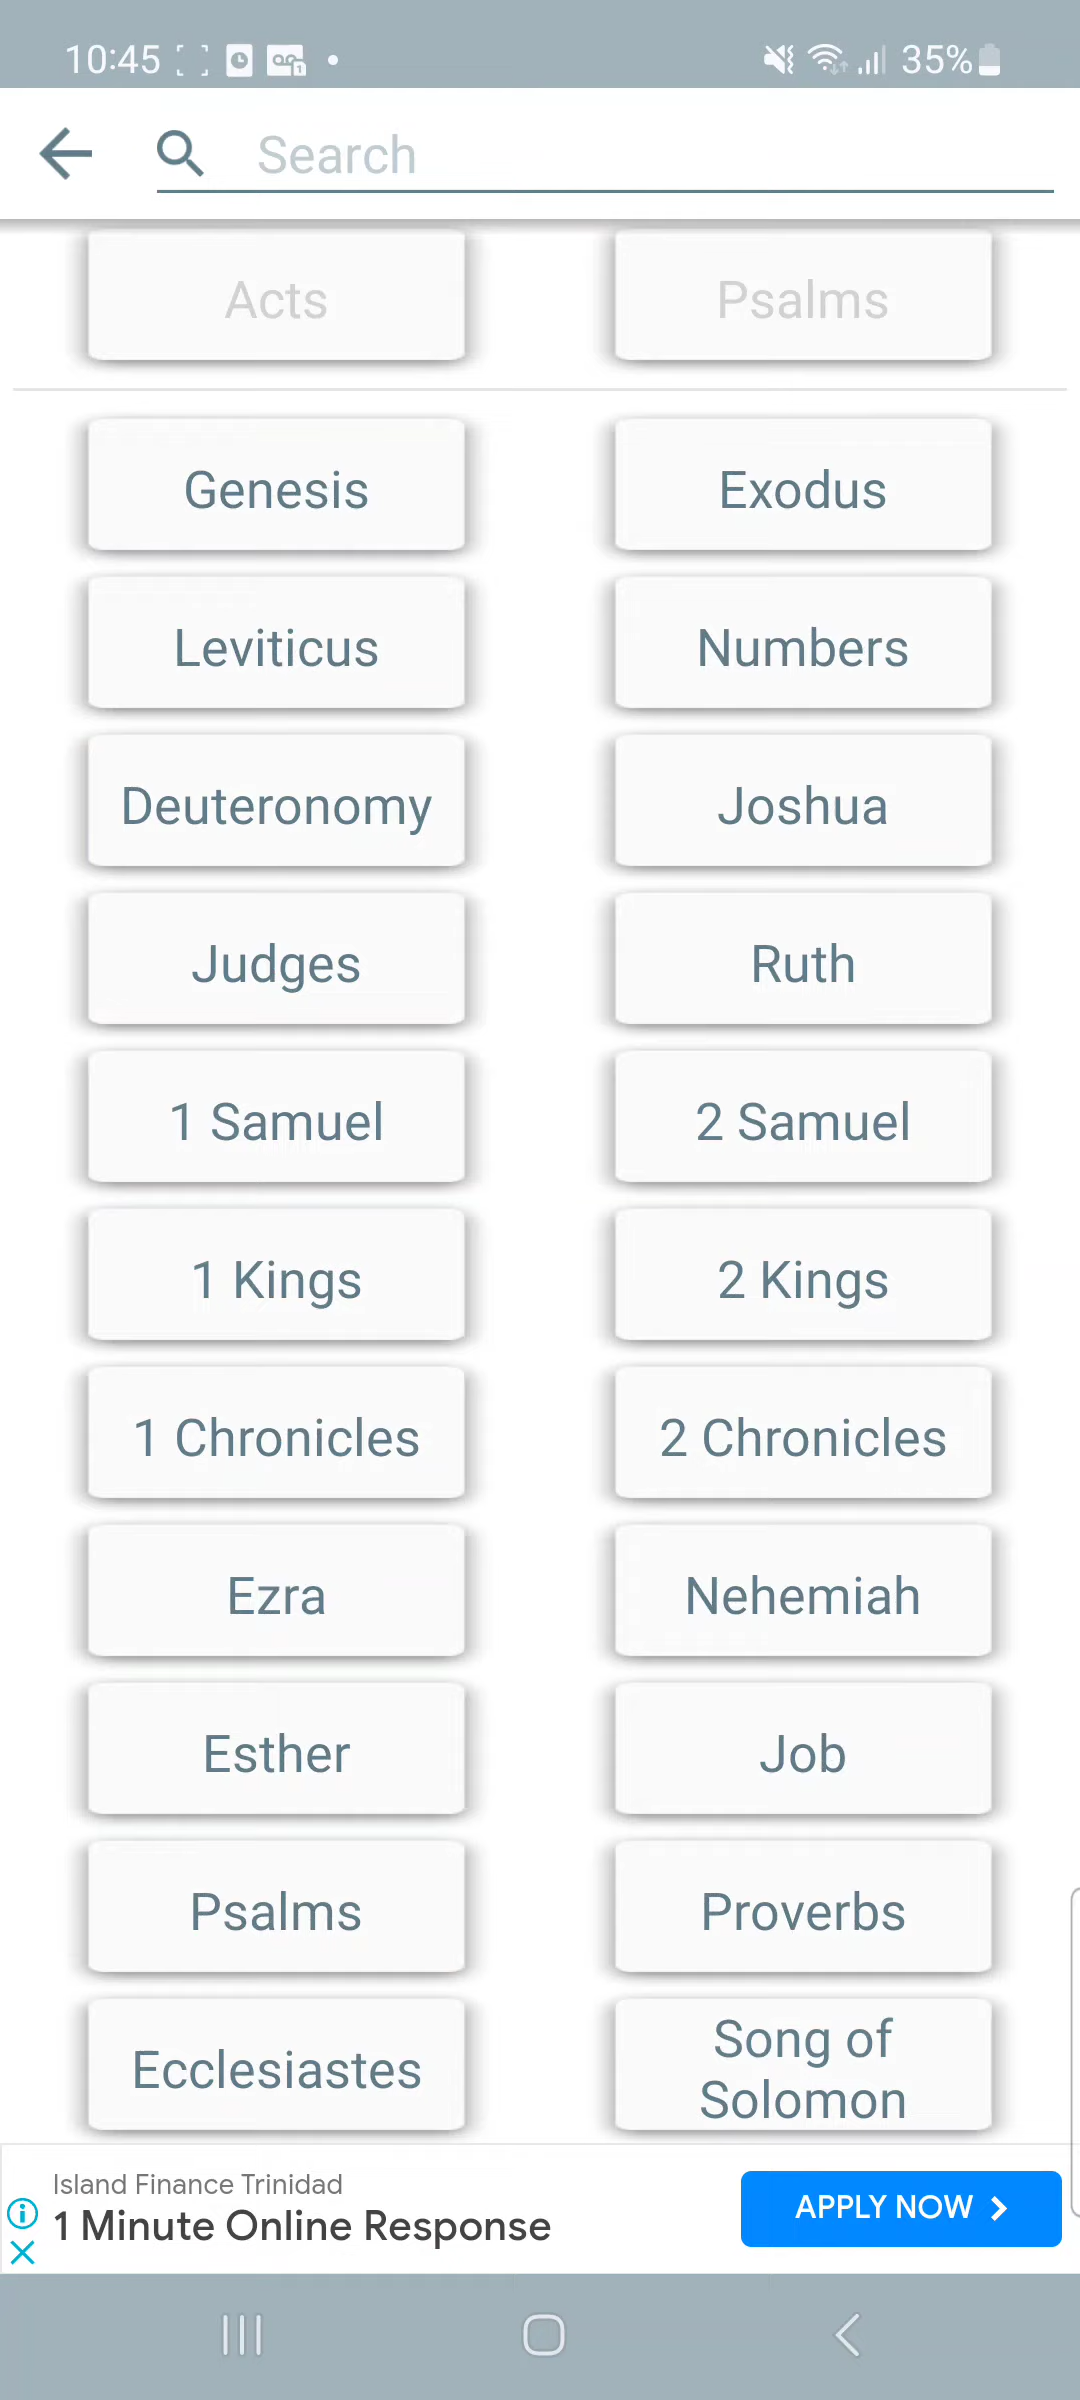 10:45
35%
Search
Acts Psalms
Genesis Exodus
Leviticus Numbers
Deuteronomy Joshua
Judges Ruth
1 Samuel 2 Samuel
1 Kings 2 Kings
1 Chronicles 2 Chronicles
Ezra Nehemiah
Esther Job
Psalms Proverbs
Ecclesiastes Song of
Solomon
Island Finance Trinidad
1 Minute Online Response
APPLY NOW